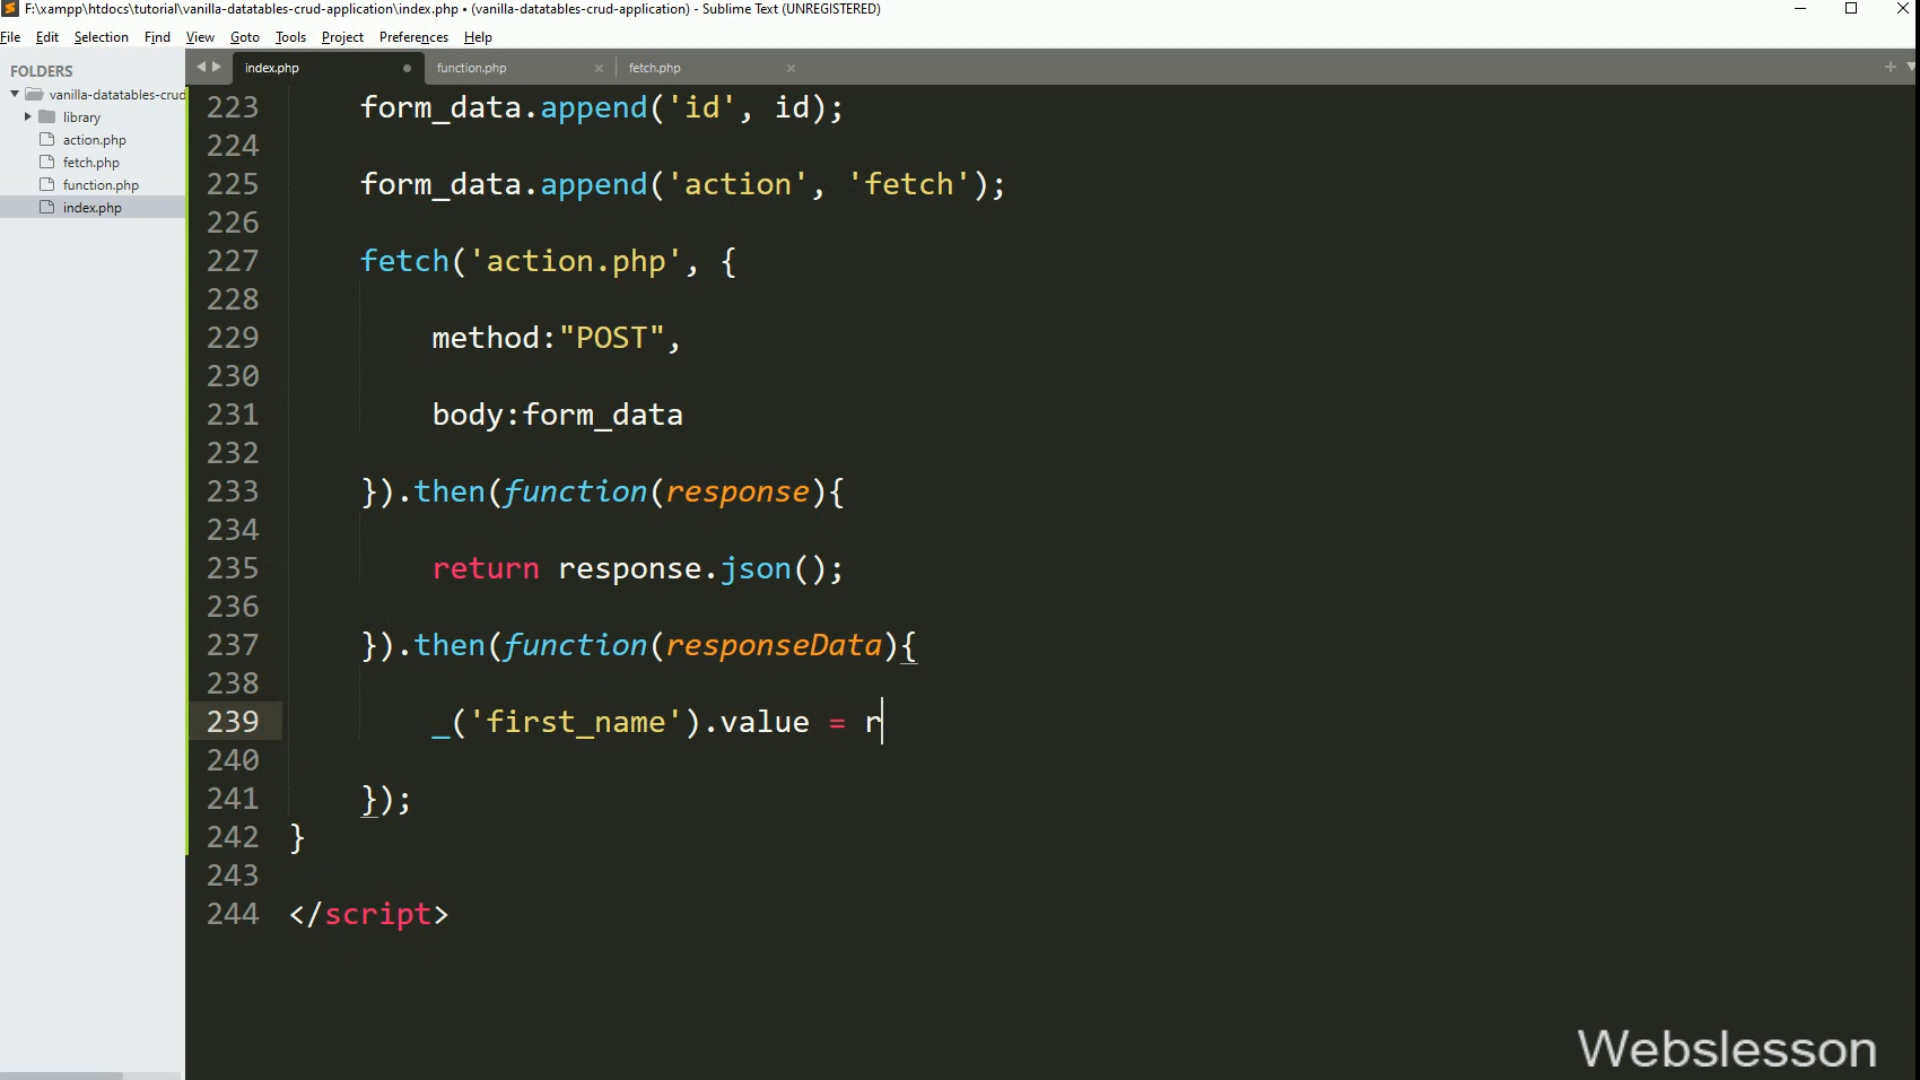 F:\xampp\htdocs\tutorial\vanilla-datatables-crud-application\index.php • (vanilla-datatables-crud-application) - Sublime Text (UNREGISTERED)
File Edit Selection Find View Goto Tools Project Preferences Help
FOLDERS
vanilla-datatables-crud
library
action.php
fetch.php
function.php
index.php
index.php function.php fetch.php
223 form_data.append('id', id);
224
225 form_data.append('action', 'fetch');
226
227 fetch('action.php', {
228
229 method:"POST",
230
231 body:form_data
232
233 }).then(function(response){
234
235 return response.json();
236
237 }).then(function(responseData){
238
239 _('first_name').value = r
240
241 });
242 }
243
244 </script>
Webslesson